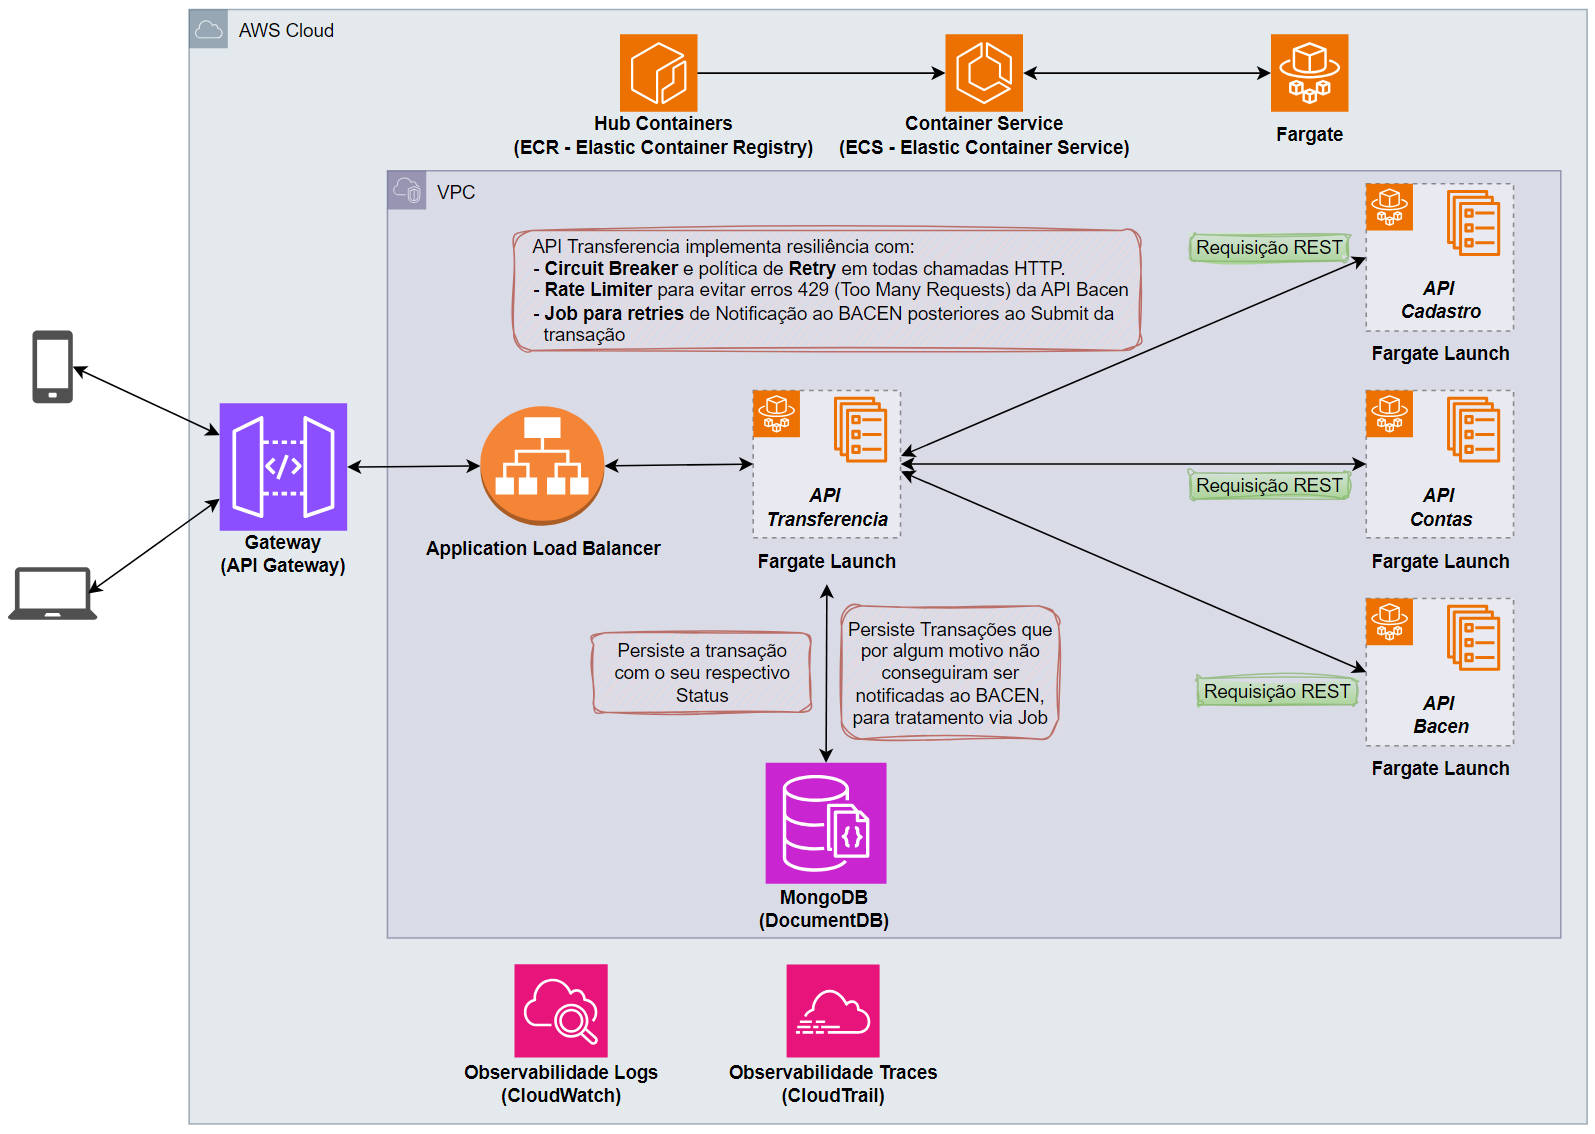 AWS Cloud
Hub Containers
(ECR - Elastic Container Registry)
Container Service
(ECS - Elastic Container Service)
Fargate
VPC
API Transferencia implementa resiliência com:
- Circuit Breaker e política de Retry em todas chamadas HTTP.
- Rate Limiter para evitar erros 429 (Too Many Requests) da API Bacen
- Job para retries de Notificação ao BACEN posteriores ao Submit da
transação
Requisição REST
API
Cadastro
Fargate Launch
Gateway
(API Gateway)
Application Load Balancer
API
Transferencia
Fargate Launch
Requisição REST
API
Contas
Fargate Launch
Persiste a transação
com o seu respectivo
Status
Persiste Transações que
por algum motivo não
conseguiram ser
notificadas ao BACEN,
para tratamento via Job
Requisição REST
API
Bacen
Fargate Launch
MongoDB
(DocumentDB)
Observabilidade Logs
(CloudWatch)
Observabilidade Traces
(CloudTrail)